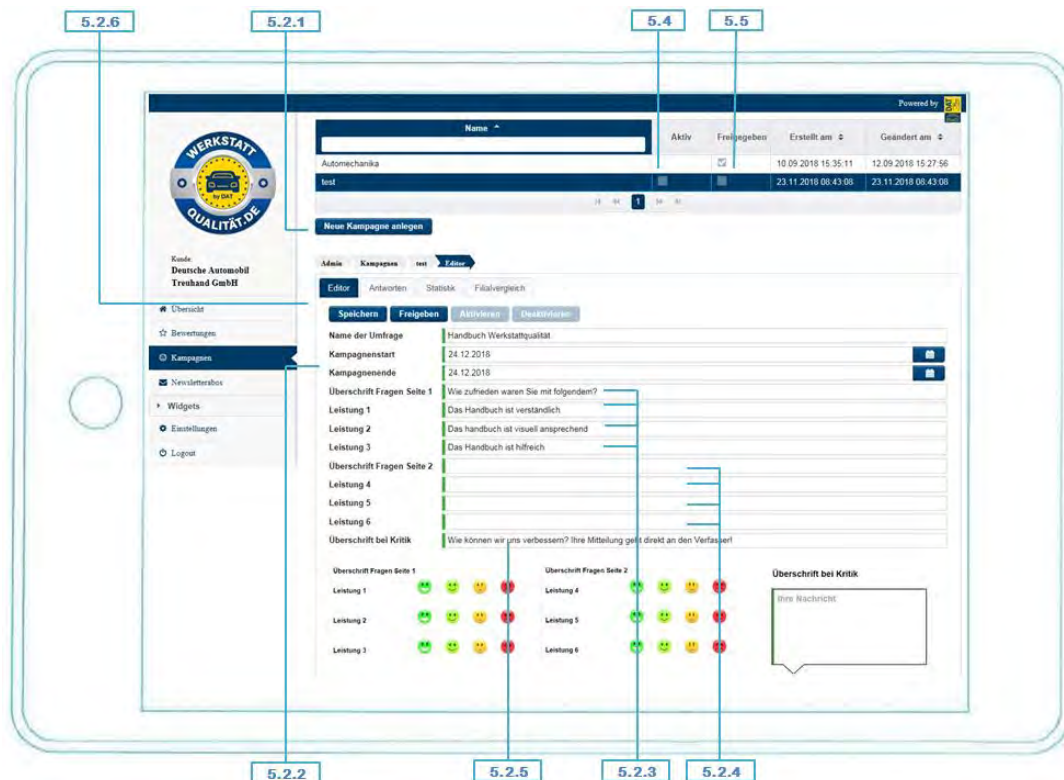 5.2.6 5.2.1 5.4 5.5
Powered by DAT
WERKSTATT
by DAT
QUALITÄT.DE
Name Aktiv Freigegeben Erstellt am Geändert am
Automechanika 10.09.2018 15:35:11 12.09.2018 15:27:56
test 23.11.2018 08:43:08 23.11.2018 08:43:08
1
Neue Kampagne anlegen
Kunde
Deutsche Automobil
Treuhand GmbH
Übersicht
Bewertungen
Kampagnen
Newsletterabos
Widgets
Einstellungen
Logout
Admin Kampagnen test Editor
Editor Antworten Statistik Filialvergleich
Speichern Freigeben Aktivieren Deaktivieren
Name der Umfrage Handbuch Werkstattqualität
Kampagnenstart 24.12.2018
Kampagnenende 24.12.2018
Überschrift Fragen Seite 1 Wie zufrieden waren Sie mit folgendem?
Leistung 1 Das Handbuch ist verständlich
Leistung 2 Das handbuch ist visuell ansprechend
Leistung 3 Das Handbuch ist hilfreich
Überschrift Fragen Seite 2
Leistung 4
Leistung 5
Leistung 6
Überschrift bei Kritik Wie können wir uns verbessern? Ihre Mitteilung geht direkt an den Verfasser!
Überschrift Fragen Seite 1
Leistung 1
Leistung 2
Leistung 3
Überschrift Fragen Seite 2
Leistung 4
Leistung 5
Leistung 6
Überschrift bei Kritik
Ihre Nachricht
5.2.2 5.2.5 5.2.3 5.2.4